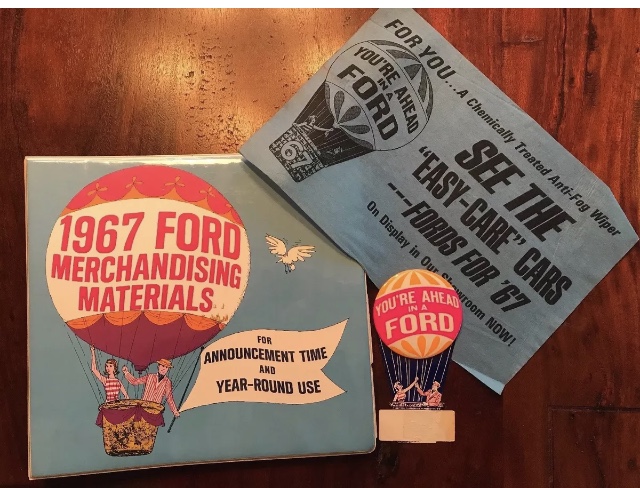 1967 FORD
MERCHANDISING
MATERIALS
FOR
ANNOUNCEMENT TIME
AND
YEAR-ROUND USE
FOR YOU...A Chemically Treated Anti-Fog Wiper
YOU'RE AHEAD
IN A
FORD
67
SEE THE
"EASY-CARE" CARS
---FORDS FOR '67
On Display in Our Showroom NOW!
YOU'RE AHEAD
IN A
FORD